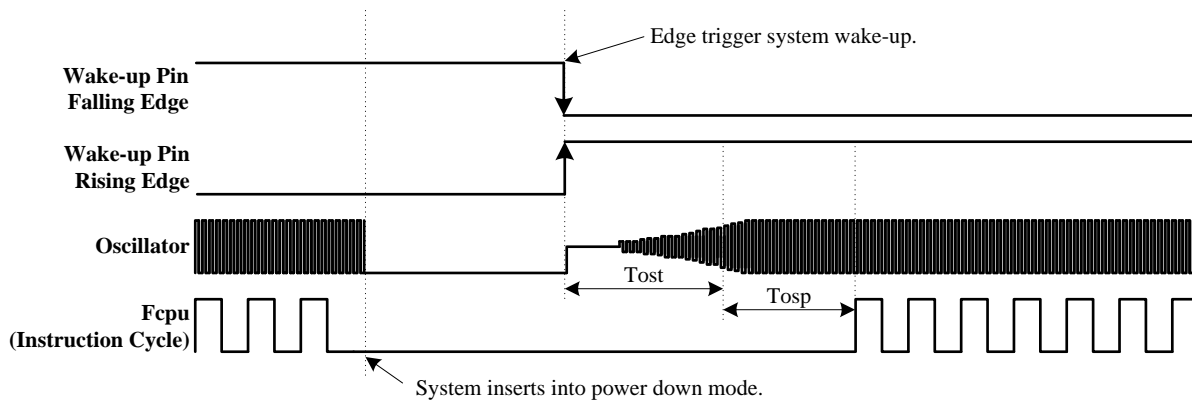 Edge trigger system wake-up.
Wake-up Pin
Falling Edge
Wake-up Pin
Rising Edge
Oscillator
Tost
Tosp
Fcpu
(Instruction Cycle)
System inserts into power down mode.